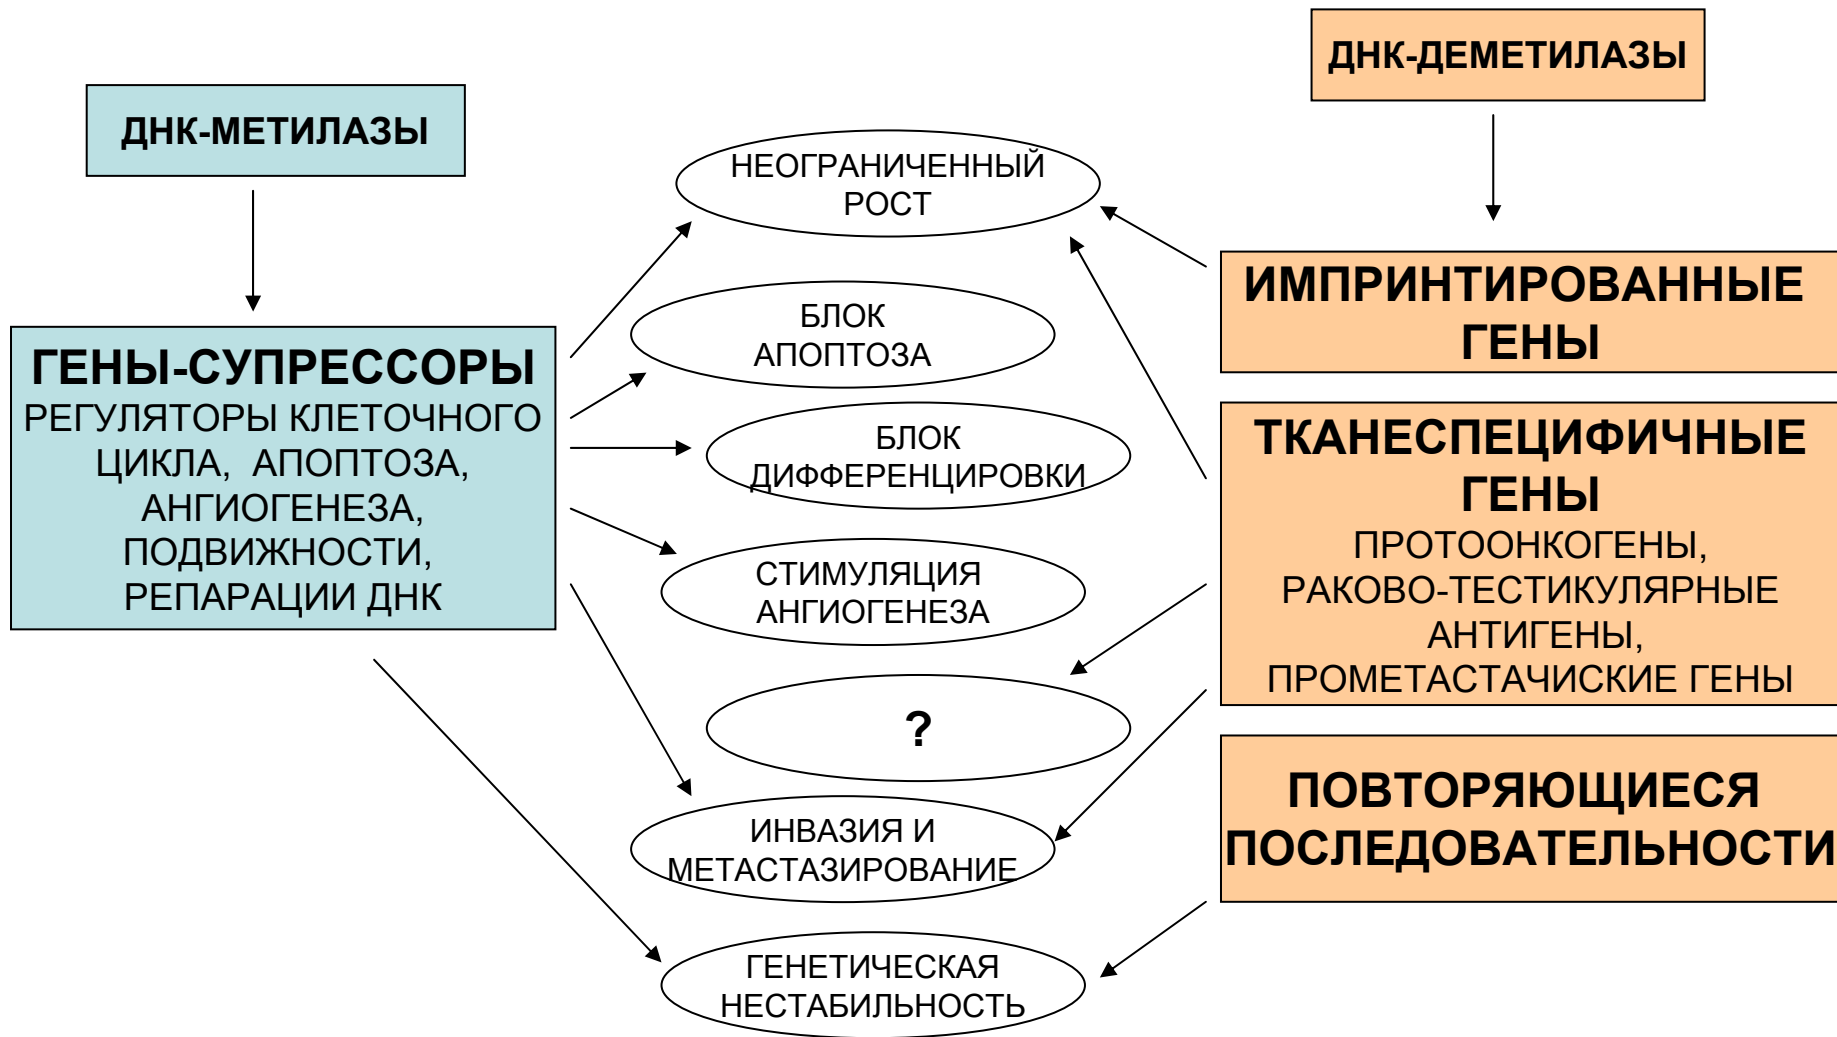 ДНК-МЕТИЛАЗЫ
ГЕНЫ-СУПРЕССОРЫ
РЕГУЛЯТОРЫ КЛЕТОЧНОГО
ЦИКЛА, АПОПТОЗА,
АНГИОГЕНЕЗА,
ПОДВИЖНОСТИ,
РЕПАРАЦИИ ДНК
НЕОГРАНИЧЕННЫЙ
РОСТ
БЛОК
АПОПТОЗА
БЛОК
ДИФФЕРЕНЦИРОВКИ
СТИМУЛЯЦИЯ
АНГИОГЕНЕЗА
?
ИНВАЗИЯ И
МЕТАСТАЗИРОВАНИЕ
ГЕНЕТИЧЕСКАЯ
НЕСТАБИЛЬНОСТЬ
ДНК-ДЕМЕТИЛАЗЫ
ИМПРИНТИРОВАННЫЕ
ГЕНЫ
ТКАНЕСПЕЦИФИЧНЫЕ
ГЕНЫ
ПРОТООНКОГЕНЫ,
РАКОВО-ТЕСТИКУЛЯРНЫЕ
АНТИГЕНЫ,
ПРОМЕТАСТАЧИСКИЕ ГЕНЫ
ПОВТОРЯЮЩИЕСЯ
ПОСЛЕДОВАТЕЛЬНОСТИ